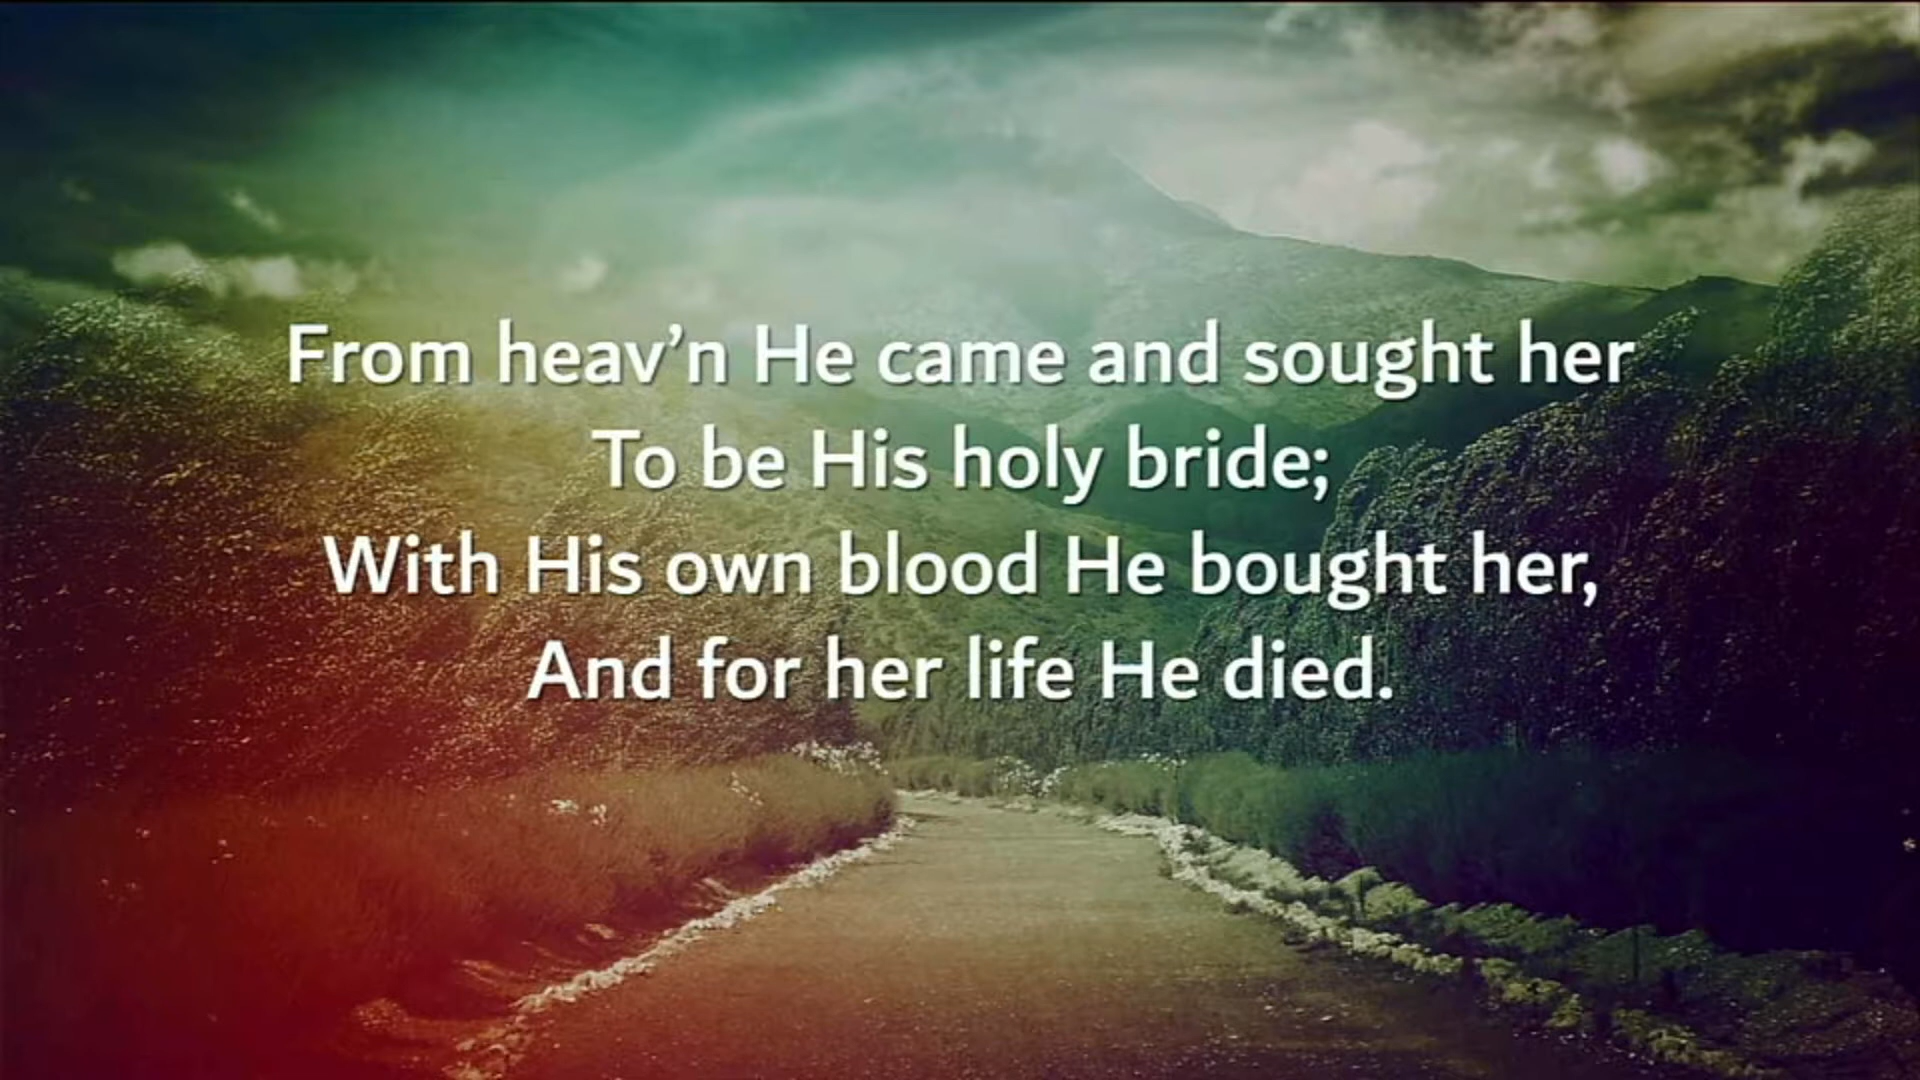 From heav’n He came and sought her
To be His holy bride;
With His own blood He bought her,
And for her life He died.